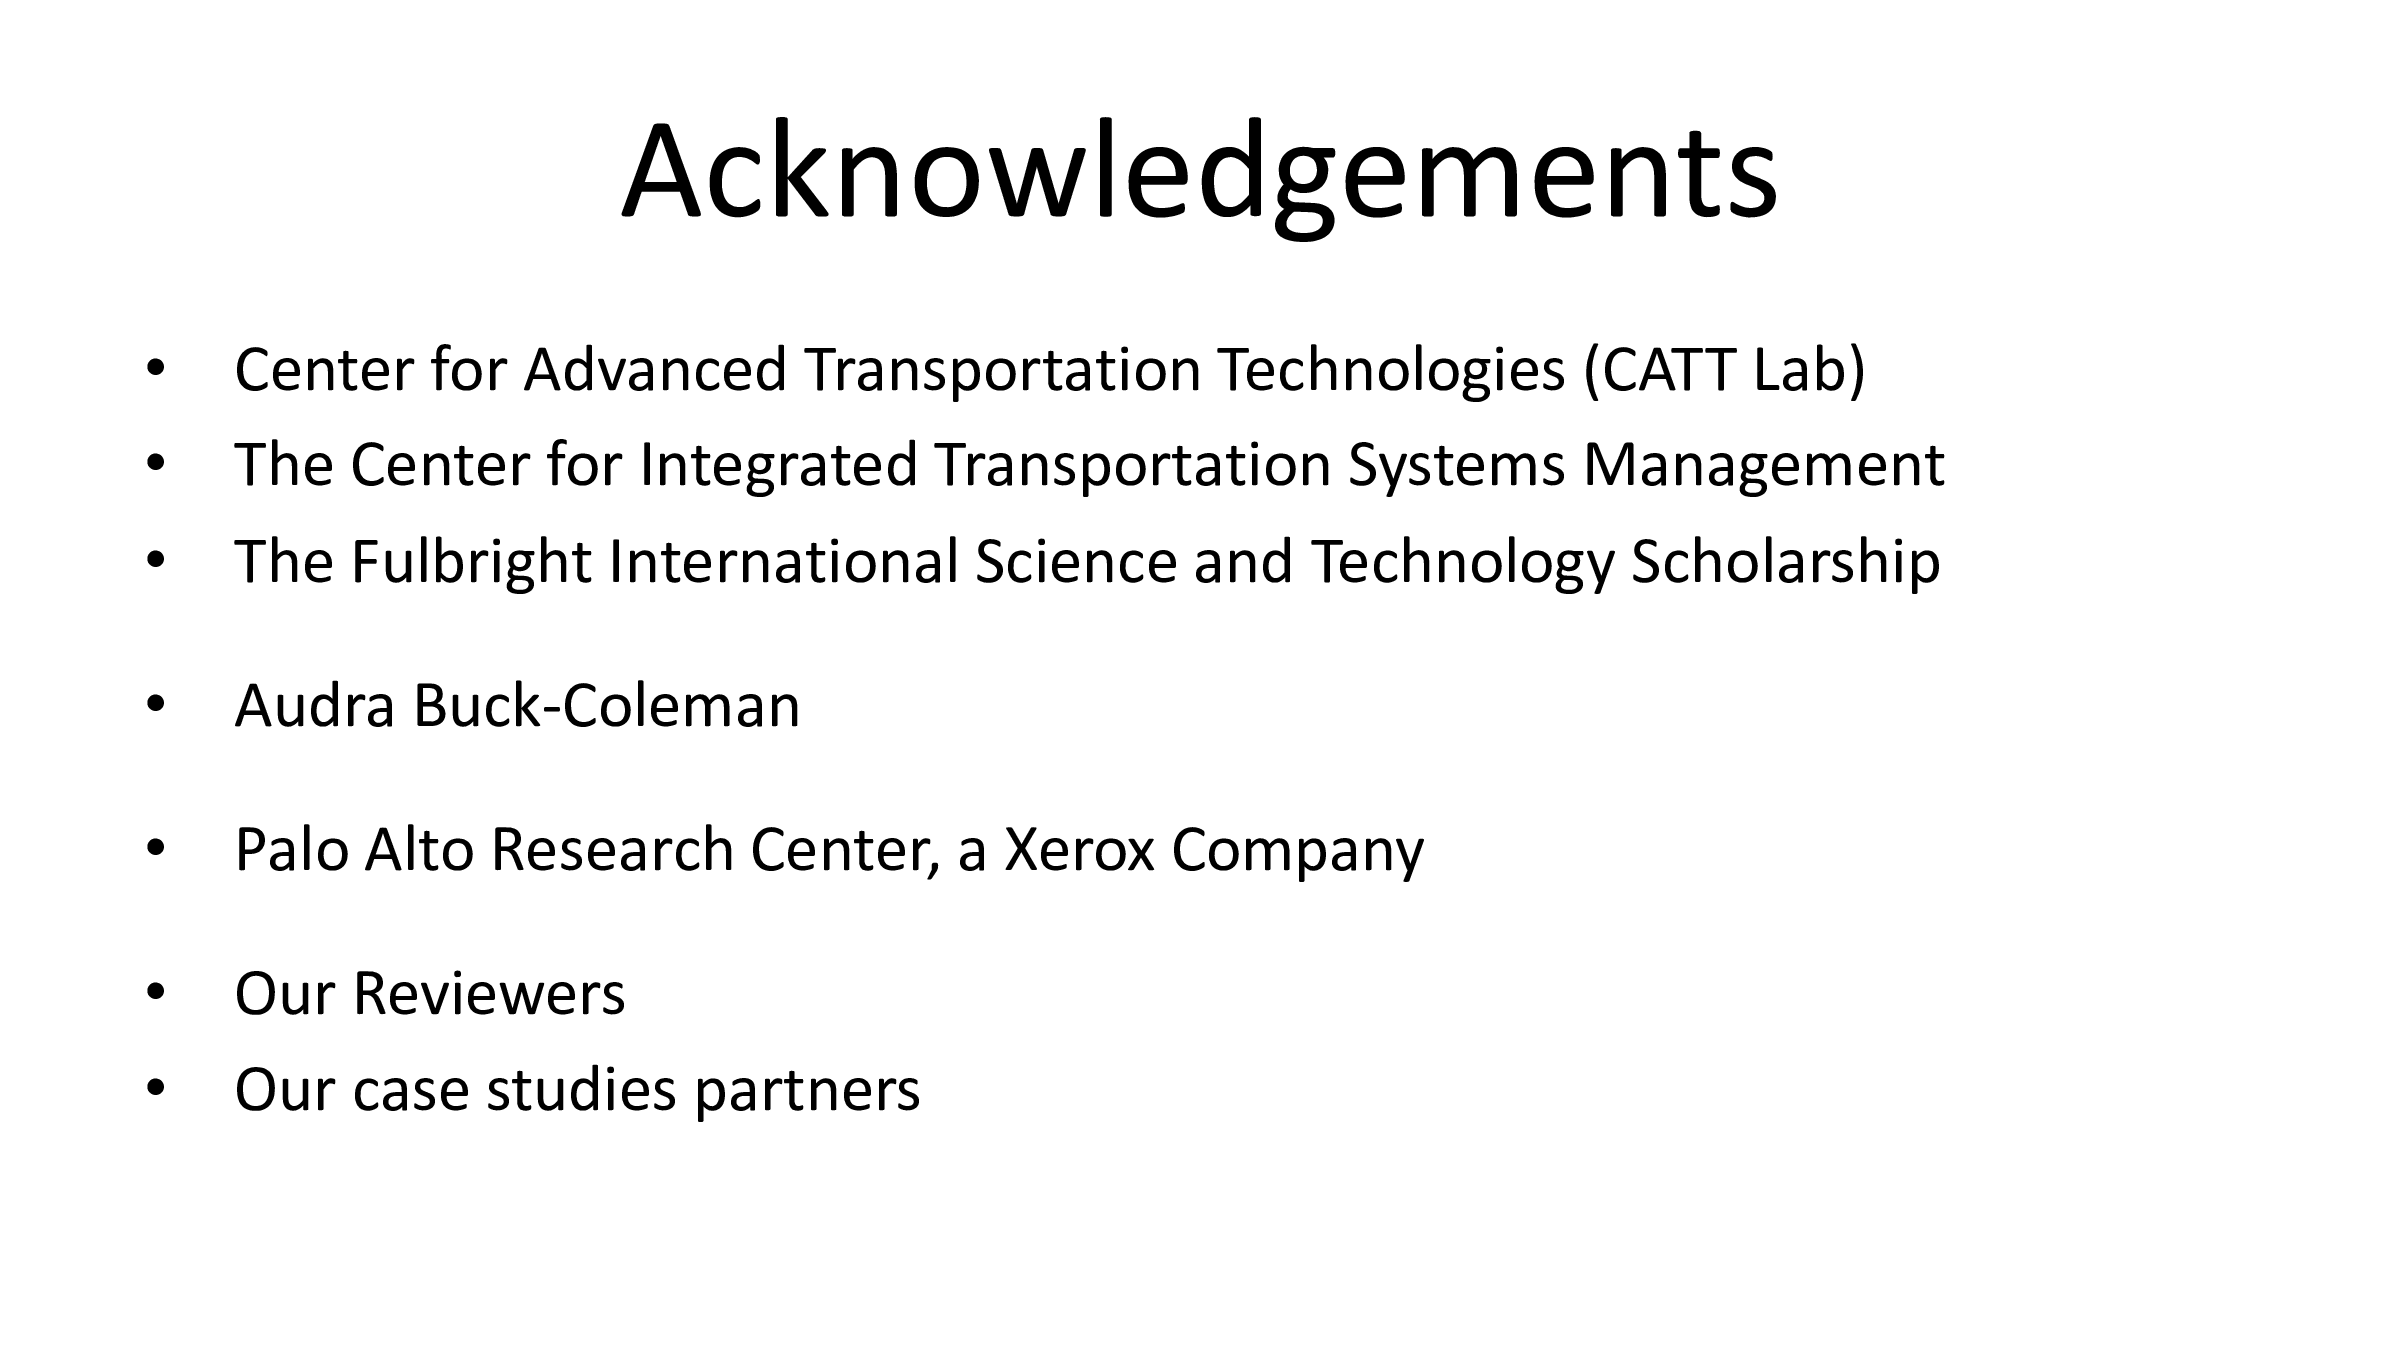 Acknowledgements
• Center for Advanced Transportation Technologies (CATT Lab)
• The Center for Integrated Transportation Systems Management
• The Fulbright International Science and Technology Scholarship
• Audra Buck-Coleman
• Palo Alto Research Center, a Xerox Company
• Our Reviewers
• Our case studies partners